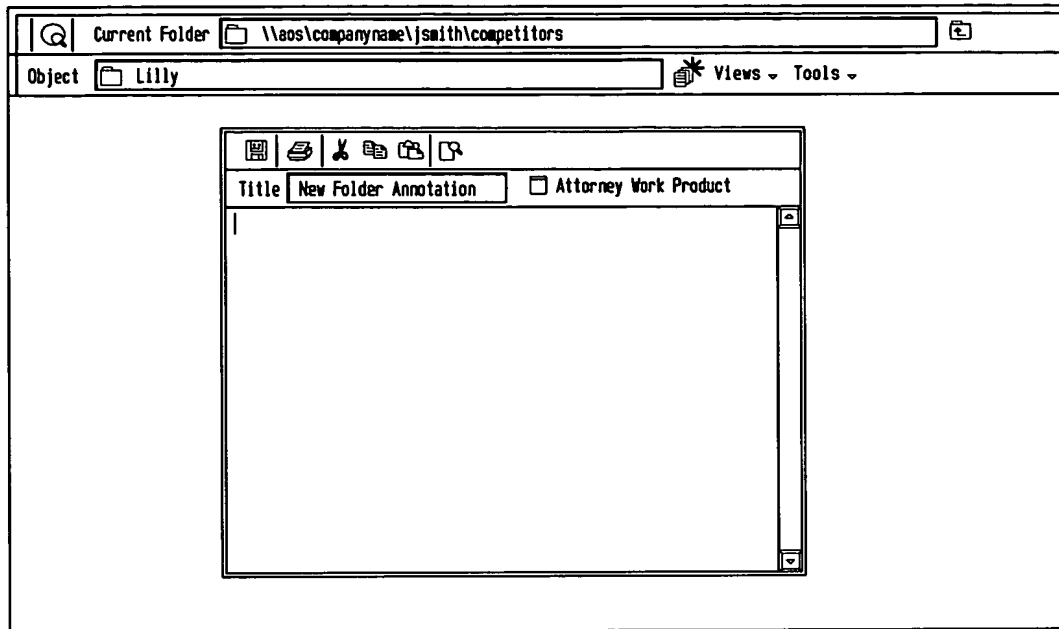 Current Folder \\aos\companyname\jsmith\competitors
Object Lilly Views Tools
Title New Folder Annotation Attorney Work Product